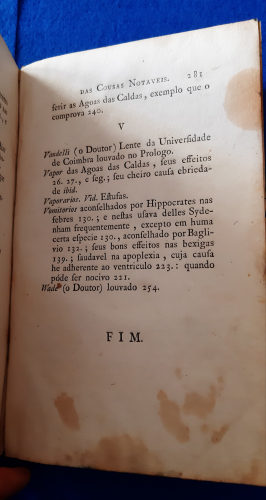 DAS COUSAS NOTAVEIS. 281
ferir as Agoas das Caldas, exemplo que o
comprova 240.
V
Vandelli (o Doutor) Lente da Universidade
de Coimbra louvado no Prologo.
Vapor das Agoas das Caldas, seus effeitos
26. 27., e seg.; seu cheiro causa ebrieda-
de ibid.
Vaporarios. Vid. Estufas.
Vomitorios aconselhados por Hippocrates nas
febres 130.; e nestas usava delles Syde-
nham frequentemente, excepto em huma
certa especie 130., aconselhado por Bagli-
vio 132.; seus bons effeitos nas bexigas
139.; saudavel na apoplexia, cuja causa
he adherente ao ventriculo 223.: quando
póde ser nocivo 221.
Wade (o Doutor) louvado 254.
FIM.